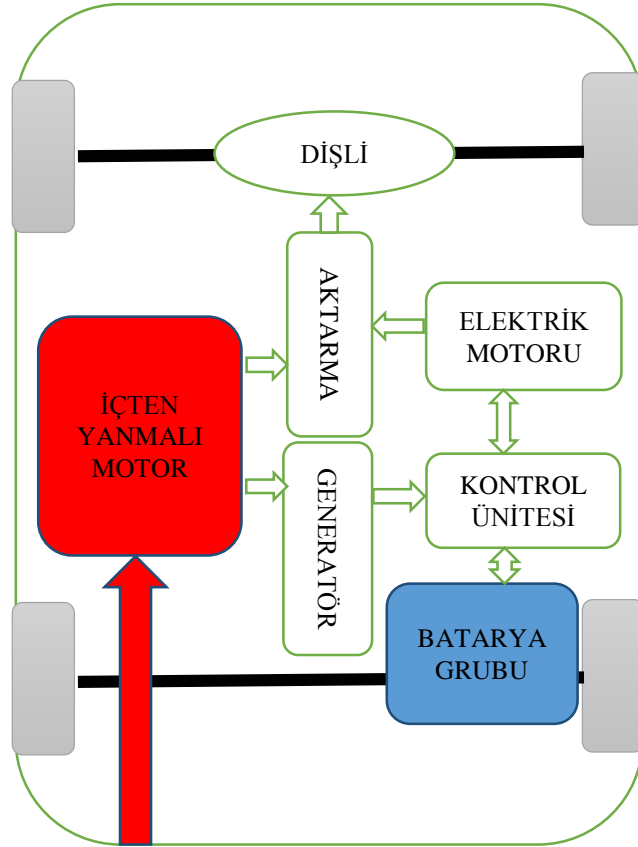 DİŞLİ
AKTARMA
ELEKTRİK
MOTORU
İÇTEN
YANMALI
MOTOR
GENERATÖR
KONTROL
ÜNİTESİ
BATARYA
GRUBU